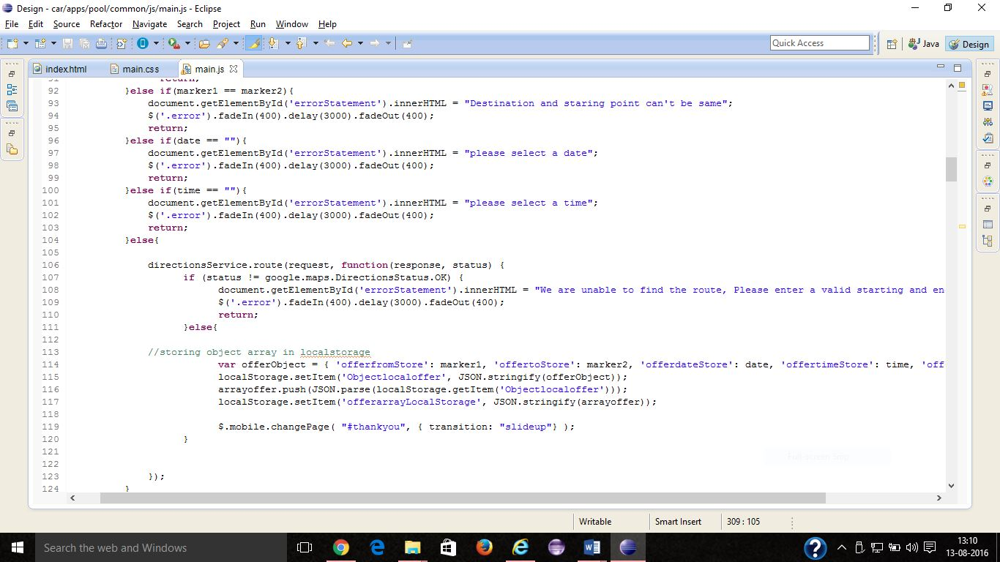 Design - car/apps/pool/common/js/main.js - Eclipse
File Edit Source Refactor Navigate Search Project Run Window Help
Quick Access
Java
Design
index.html
main.css
main.js
91 return;
92 }else if(marker1 == marker2){
93 document.getElementById('errorStatement').innerHTML = "Destination and staring point can't be same";
94 $('.error').fadeIn(400).delay(3000).fadeOut(400);
95 return;
96 }else if(date == ""){
97 document.getElementById('errorStatement').innerHTML = "please select a date";
98 $('.error').fadeIn(400).delay(3000).fadeOut(400);
99 return;
100 }else if(time == ""){
101 document.getElementById('errorStatement').innerHTML = "please select a time";
102 $('.error').fadeIn(400).delay(3000).fadeOut(400);
103 return;
104 }else{
105
106 directionsService.route(request, function(response, status) {
107 if (status != google.maps.DirectionsStatus.OK) {
108 document.getElementById('errorStatement').innerHTML = "We are unable to find the route, Please enter a valid starting and en
109 $('.error').fadeIn(400).delay(3000).fadeOut(400);
110 return;
111 }else{
112
113 //storing object array in localstorage
114 var offerObject = { 'offerfromStore': marker1, 'offertoStore': marker2, 'offerdateStore': date, 'offertimeStore': time, 'off
115 localStorage.setItem('Objectlocaloffer', JSON.stringify(offerObject));
116 arrayoffer.push(JSON.parse(localStorage.getItem('Objectlocaloffer')));
117 localStorage.setItem('offerarrayLocalStorage', JSON.stringify(arrayoffer));
118
119 $.mobile.changePage( "#thankyou", { transition: "slideup"} );
120 }
121
122
123 });
124 }
Full-screen Snip
Writable
Smart Insert
309 : 105
Search the web and Windows
13:10
13-08-2016